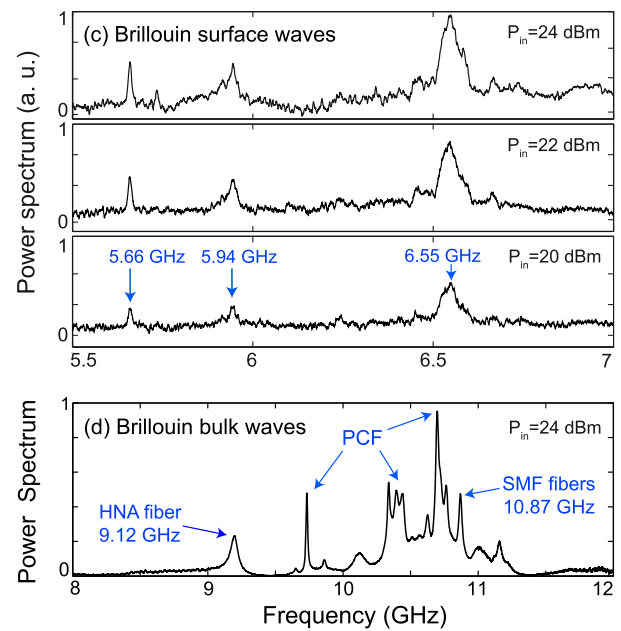 1
(c) Brillouin surface waves
P_in=24 dBm
0
1
P_in=22 dBm
0
1
5.66 GHz
5.94 GHz
6.55 GHz
P_in=20 dBm
0
5.5
6
6.5
7
Power spectrum (a. u.)
1
(d) Brillouin bulk waves
P_in=24 dBm
PCF
HNA fiber
9.12 GHz
SMF fibers
10.87 GHz
0
8
9
10
11
12
Power Spectrum
Frequency (GHz)